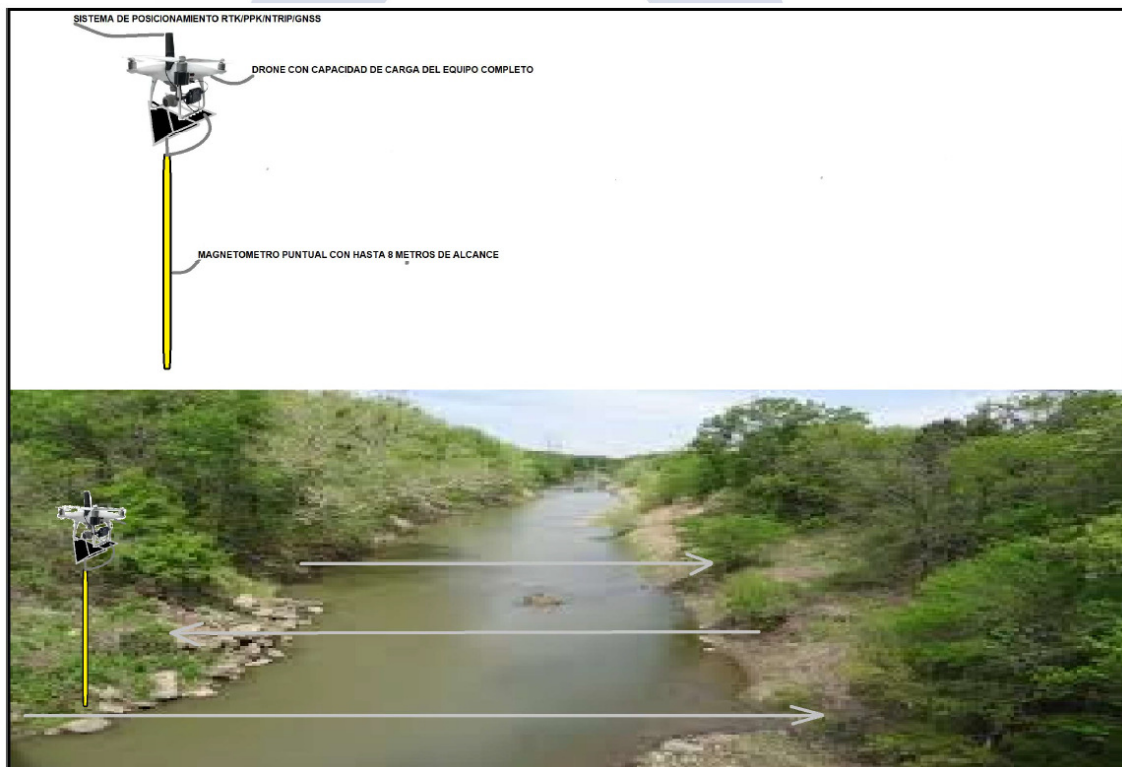 SISTEMA DE POSICIONAMIENTO RTK/PPK/NTRIP/GNSS
DRONE CON CAPACIDAD DE CARGA DEL EQUIPO COMPLETO
MAGNETOMETRO PUNTUAL CON HASTA 8 METROS DE ALCANCE